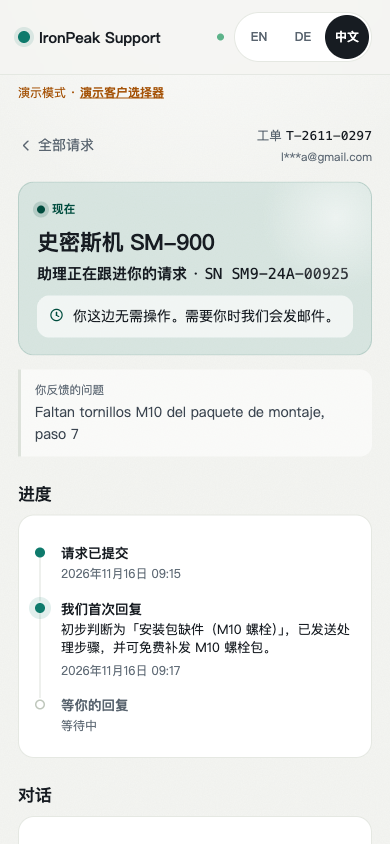 IronPeak Support
EN DE 中文
演示模式 · 演示客户选择器
全部请求
工单 T-2611-0297
l***a@gmail.com
现在
史密斯机 SM-900
助理正在跟进你的请求 · SN SM9-24A-00925
你这边无需操作。需要你时我们会发邮件。
你反馈的问题
Faltan tornillos M10 del paquete de montaje,
paso 7
进度
请求已提交
2026年11月16日 09:15
我们首次回复
初步判断为「安装包缺件（M10 螺栓）」，已发送处
理步骤，并可免费补发 M10 螺栓包。
2026年11月16日 09:17
等你的回复
等待中
对话